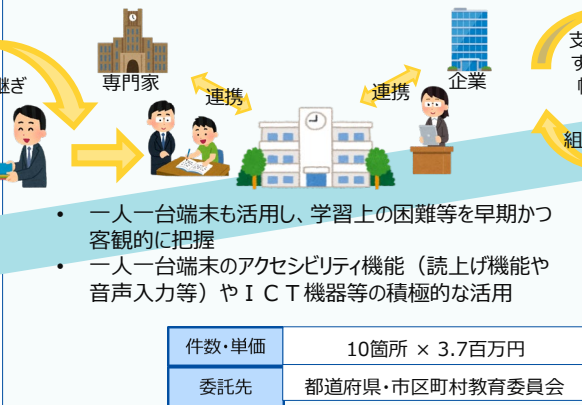 支
す
継ぎ
専門家
連携
連携
企業
組
・ 一人一台端末も活用し、学習上の困難等を早期かつ
客観的に把握
・ 一人一台端末のアクセシビリティ機能（読上げ機能や
音声入力等）やＩＣＴ機器等の積極的な活用
件数・単価
10箇所 × 3.7百万円
委託先
都道府県・市区町村教育委員会